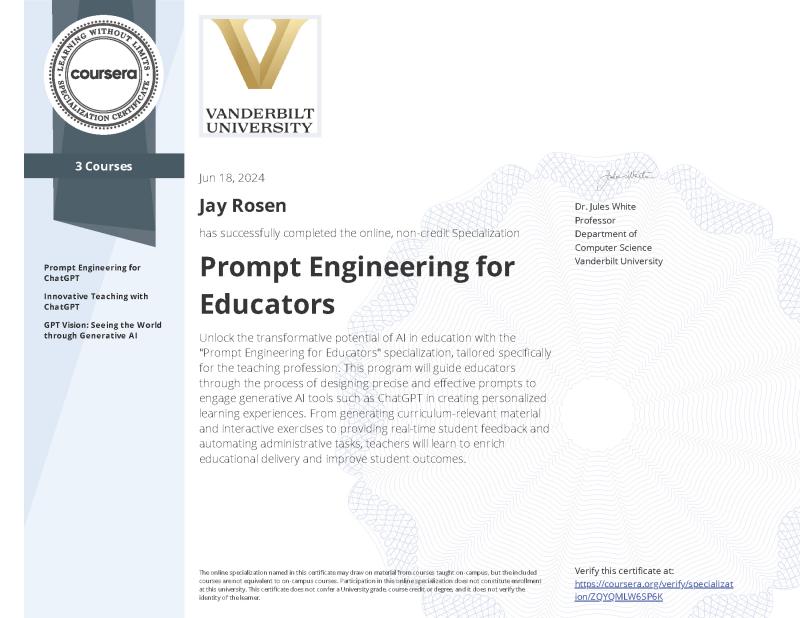 LEARNING WITHOUT LIMITS
coursera
SPECIALIZATION CERTIFICATE
3 Courses
Prompt Engineering for
ChatGPT
Innovative Teaching with
ChatGPT
GPT Vision: Seeing the World
through Generative AI
VANDERBILT
UNIVERSITY
Jun 18, 2024
Jay Rosen
has successfully completed the online, non-credit Specialization
Prompt Engineering for
Educators
Unlock the transformative potential of AI in education with the
"Prompt Engineering for Educators" specialization, tailored specifically
for the teaching profession. This program will guide educators
through the process of designing precise and effective prompts to
engage generative AI tools such as ChatGPT in creating personalized
learning experiences. From generating curriculum-relevant material
and interactive exercises to providing real-time student feedback and
automating administrative tasks, teachers will learn to enrich
educational delivery and improve student outcomes.
The online specialization named in this certificate may draw on material from courses taught on-campus, but the included
courses are not equivalent to on-campus courses. Participation in this online specialization does not constitute enrollment
at this university. This certificate does not confer a University grade, course credit or degree, and it does not verify the
identity of the learner.
Jules White
Dr. Jules White
Professor
Department of
Computer Science
Vanderbilt University
Verify this certificate at:
https://coursera.org/verify/specializat
ion/ZQYQMLW6SP6K